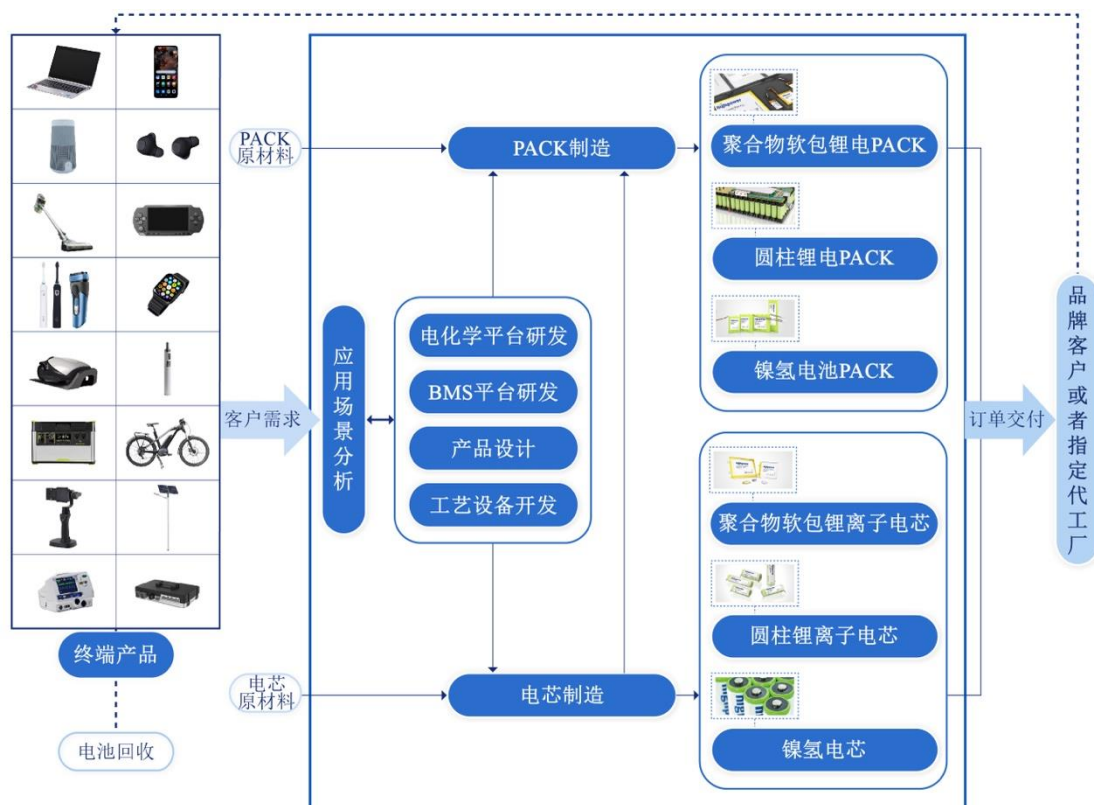 PACK
原材料
PACK制造
聚合物软包锂电PACK
圆柱锂电PACK
镍氢电池PACK
客户需求
应用场景分析
电化学平台研发
BMS平台研发
产品设计
工艺设备开发
订单交付
品牌客户或者指定代工厂
聚合物软包锂离子电芯
圆柱锂离子电芯
终端产品
电芯
原材料
电芯制造
镍氢电芯
电池回收